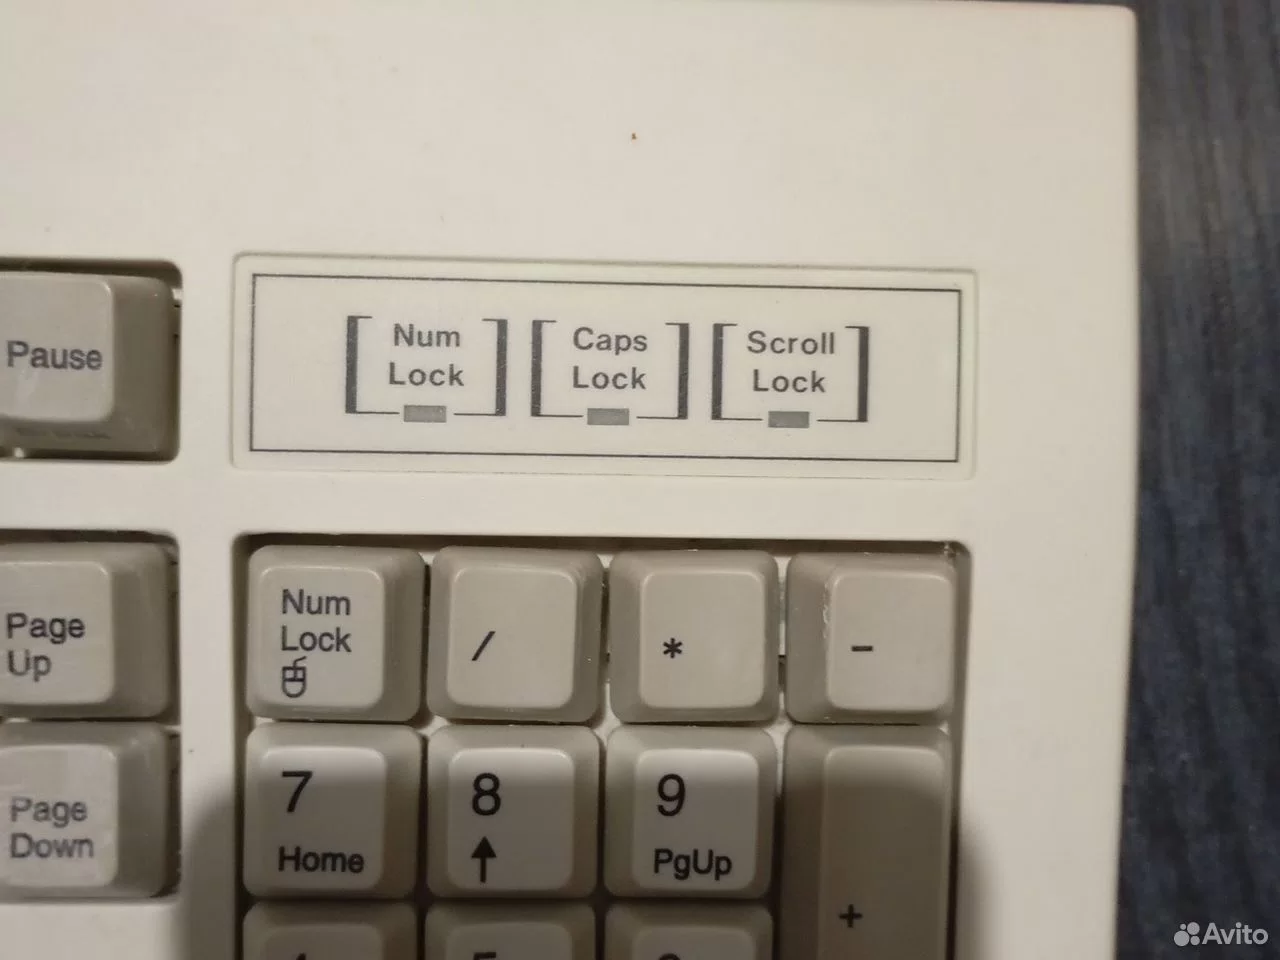 Num
Lock
Caps
Lock
Scroll
Lock
Pause
Num
Lock
/
*
-
Page
Up
7
Home
8
↑
9
PgUp
+
Page
Down
Avito